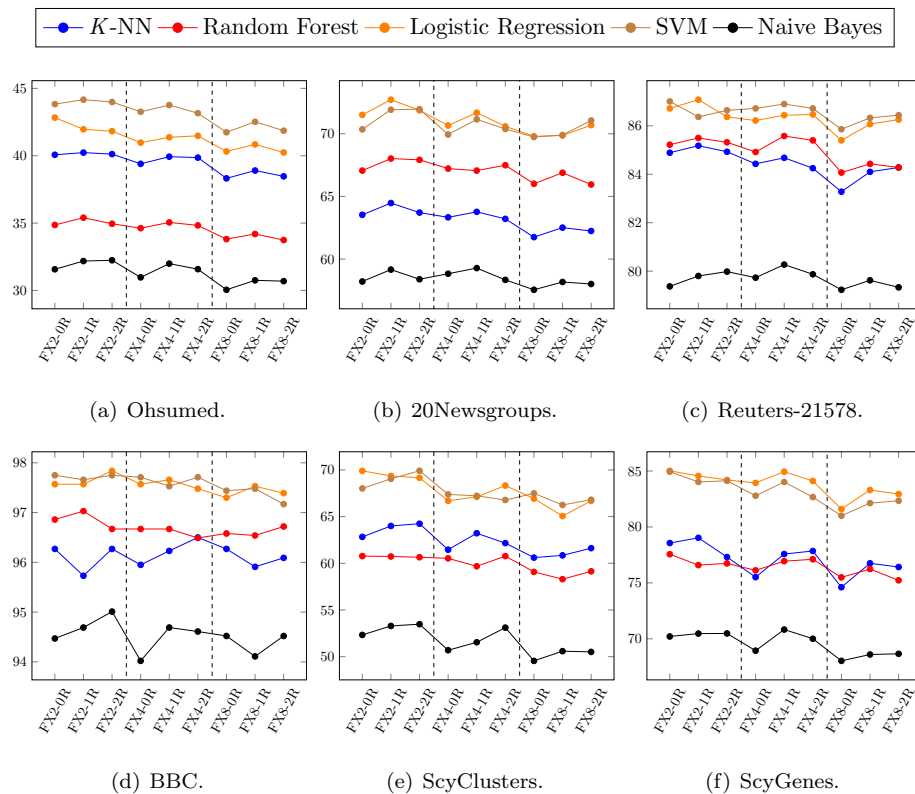 K-NN Random Forest Logistic Regression SVM Naive Bayes
45
40
35
30
FX2-0R FX2-1R FX2-2R FX4-0R FX4-1R FX4-2R FX8-0R FX8-1R FX8-2R
(a) Ohsumed.
70
65
60
FX2-0R FX2-1R FX2-2R FX4-0R FX4-1R FX4-2R FX8-0R FX8-1R FX8-2R
(b) 20Newsgroups.
86
84
82
80
FX2-0R FX2-1R FX2-2R FX4-0R FX4-1R FX4-2R FX8-0R FX8-1R FX8-2R
(c) Reuters-21578.
98
97
96
95
94
FX2-0R FX2-1R FX2-2R FX4-0R FX4-1R FX4-2R FX8-0R FX8-1R FX8-2R
(d) BBC.
70
65
60
55
50
FX2-0R FX2-1R FX2-2R FX4-0R FX4-1R FX4-2R FX8-0R FX8-1R FX8-2R
(e) ScyClusters.
85
80
75
70
FX2-0R FX2-1R FX2-2R FX4-0R FX4-1R FX4-2R FX8-0R FX8-1R FX8-2R
(f) ScyGenes.